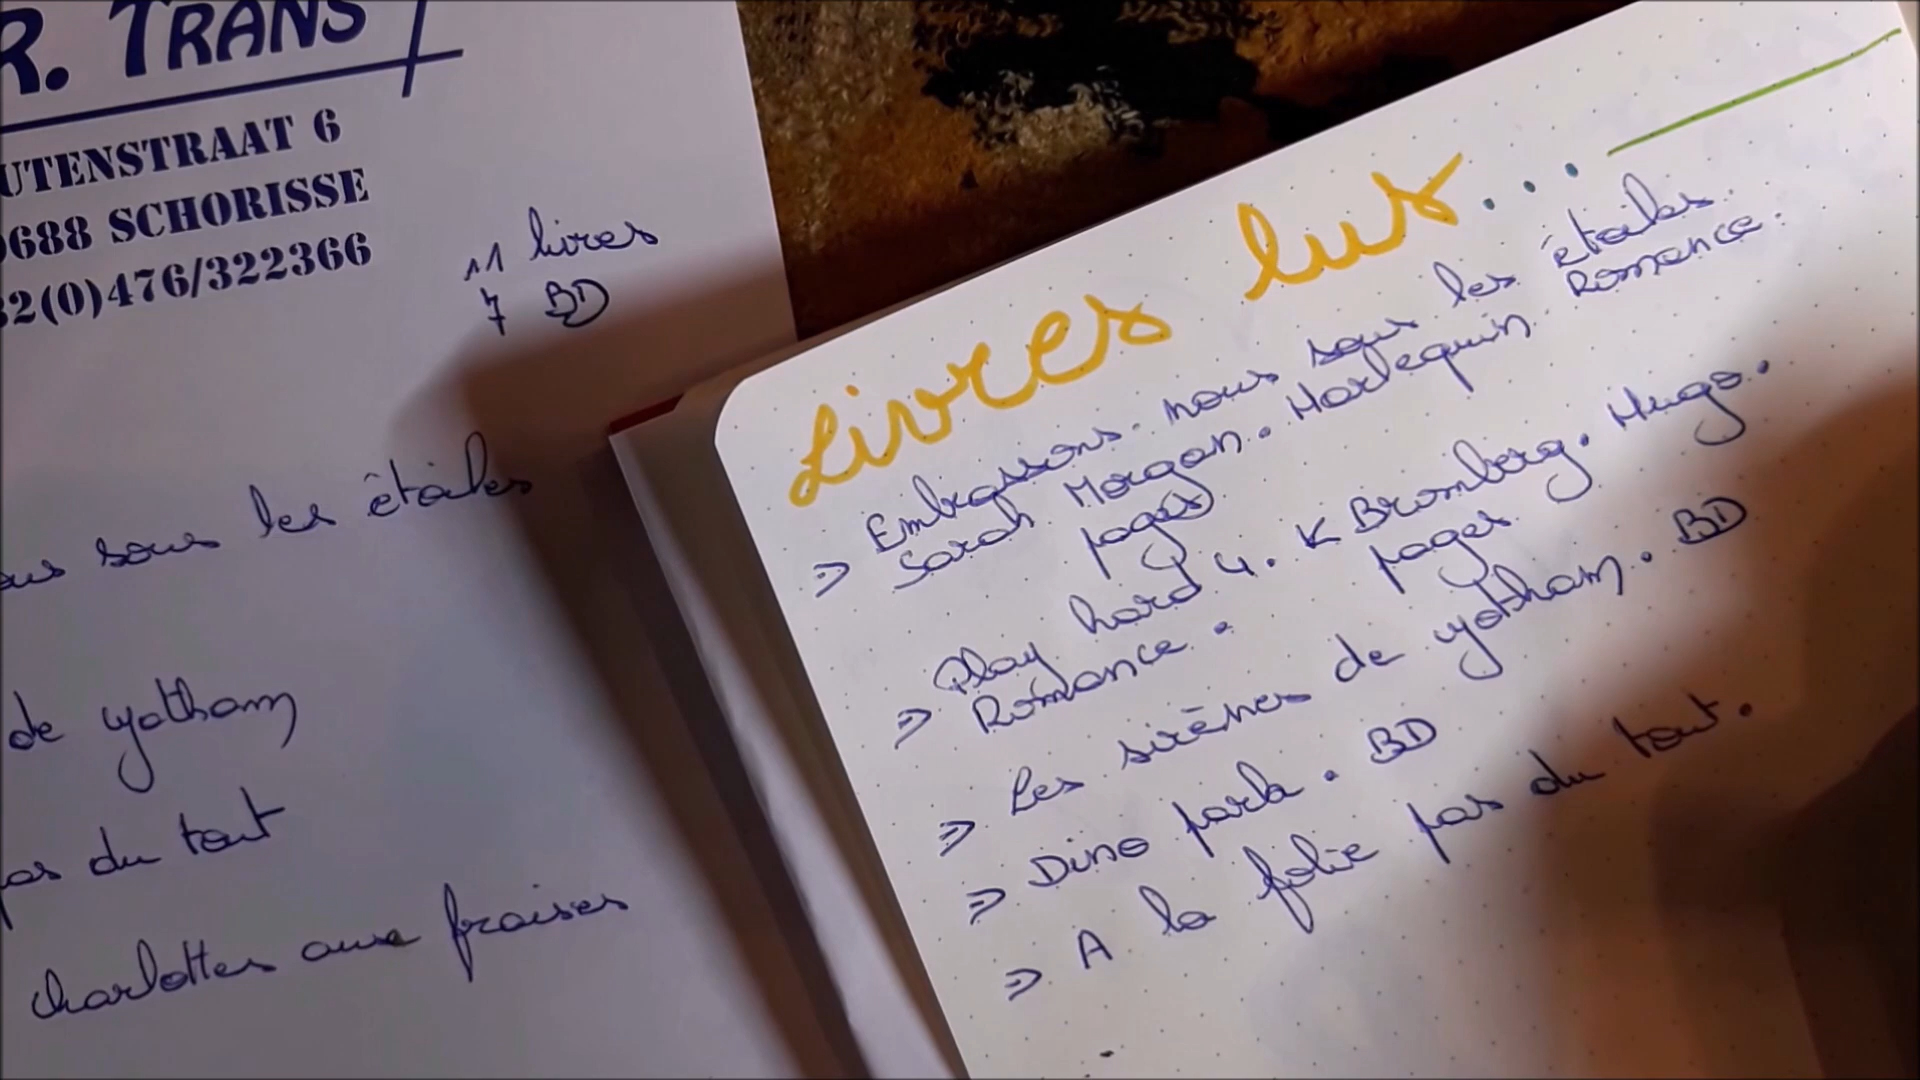 R. TRANS
UTENSTRAAT 6
9688 SCHORISSE
32(0)476/322366
11 livres
7 BD
ous sous les étoiles
de gotham
pas du tout
charlottes aux fraises
Livres lus...
=> Embrassons-nous sous les étoiles.
Sarah Morgan. Harlequin. Romance.
pages
=> Play hard 4. K Bromberg. Hugo.
Romance. pages
=> Les sirènes de gotham. BD
=> Dino park. BD
=> A la folie pas du tout.